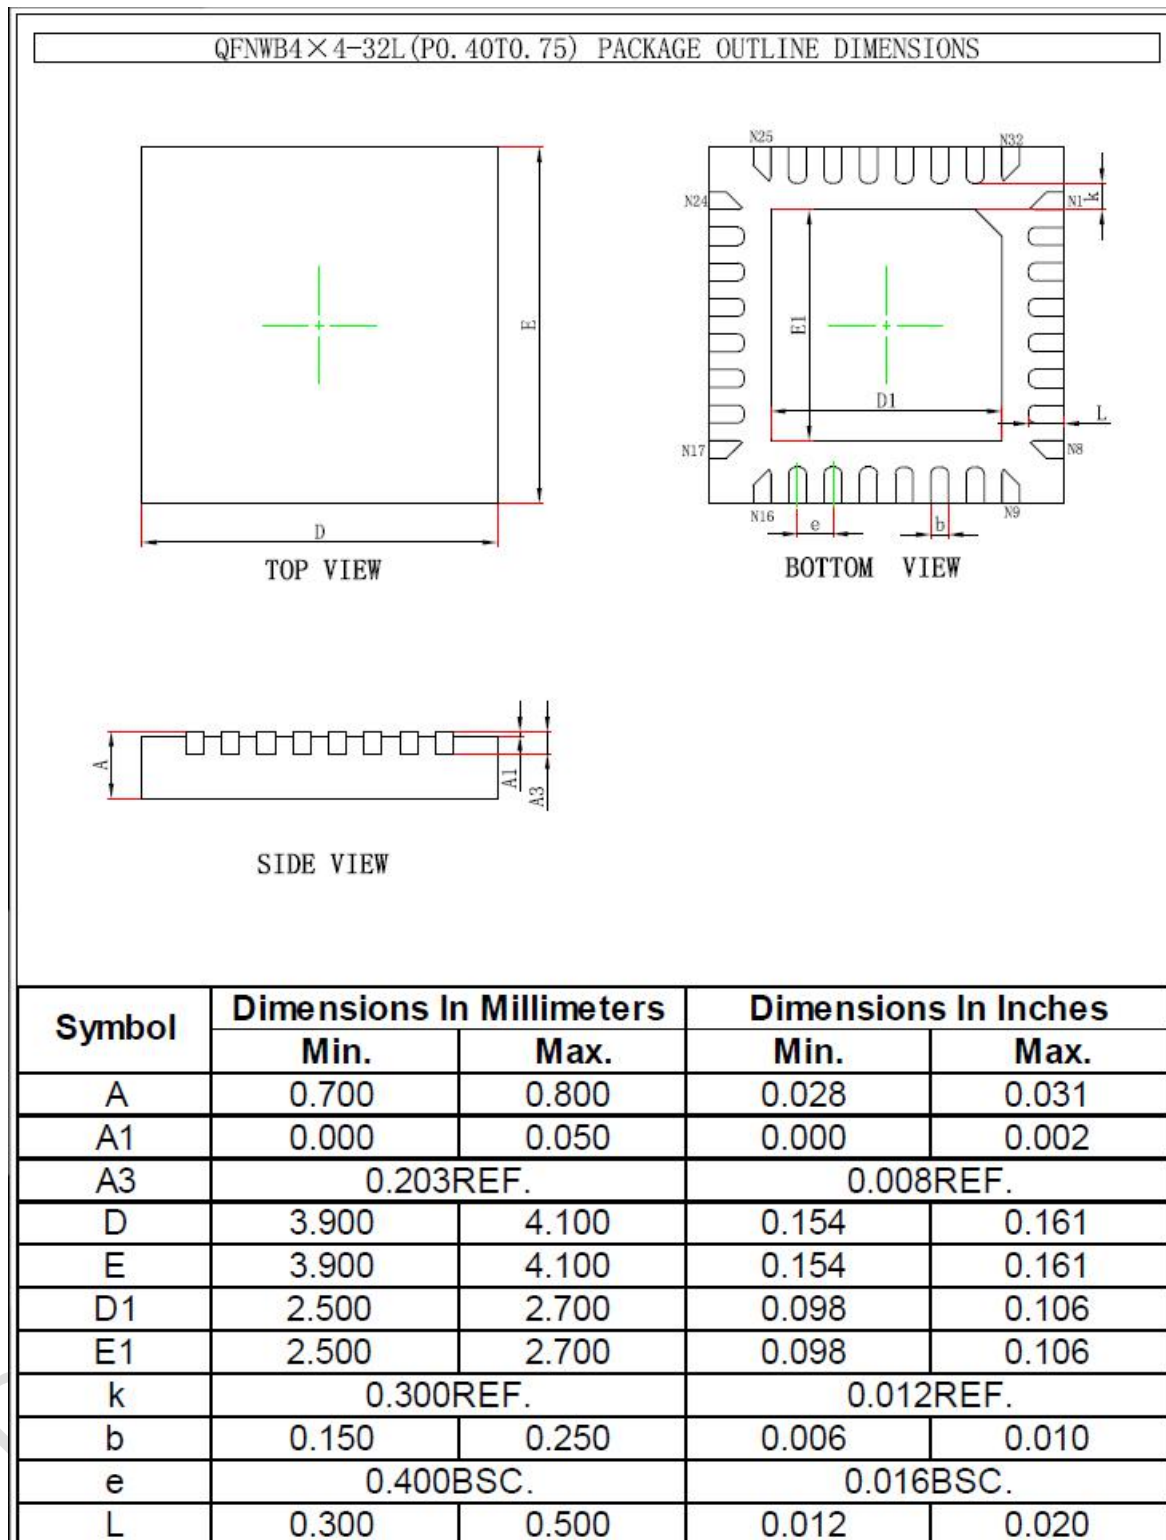 QFNWB4×4-32L(P0.40T0.75) PACKAGE OUTLINE DIMENSIONS
N25 N32
N24 N1 k
E E1 D1 L
N17 N8
N16 e b N9
D
TOP VIEW BOTTOM VIEW
A A1 A3
SIDE VIEW
Symbol Dimensions In Millimeters Dimensions In Inches
Min. Max. Min. Max.
A 0.700 0.800 0.028 0.031
A1 0.000 0.050 0.000 0.002
A3 0.203REF. 0.008REF.
D 3.900 4.100 0.154 0.161
E 3.900 4.100 0.154 0.161
D1 2.500 2.700 0.098 0.106
E1 2.500 2.700 0.098 0.106
k 0.300REF. 0.012REF.
b 0.150 0.250 0.006 0.010
e 0.400BSC. 0.016BSC.
L 0.300 0.500 0.012 0.020